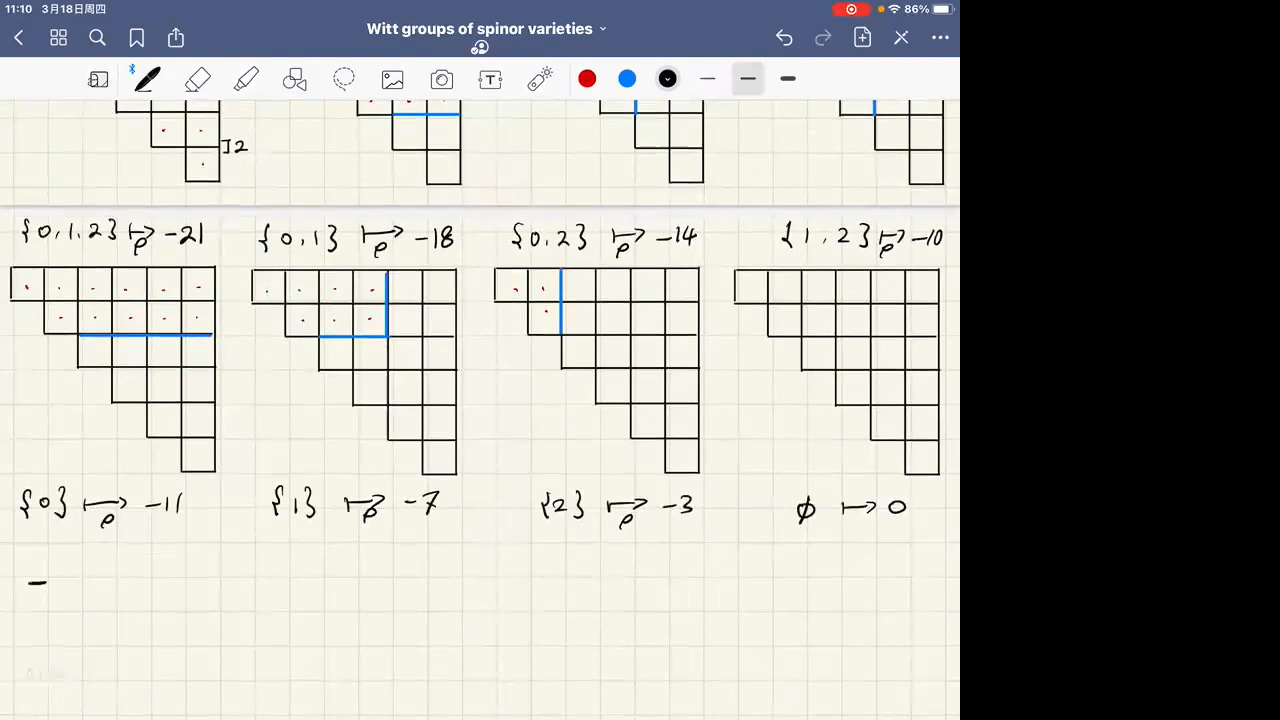 11:10 3月18日周四
86%
Witt groups of spinor varieties
]2
{0,1,2} ↦ρ -21
{0,1} ↦ρ -18
{0,2} ↦ρ -14
{1,2} ↦ρ -10
{0} ↦ρ -11
{1} ↦ρ -7
{2} ↦ρ -3
φ ↦ 0